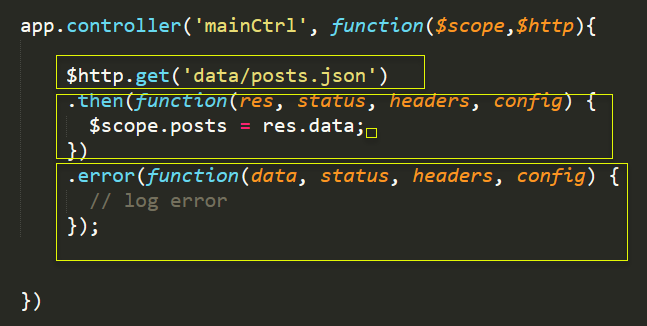 app.controller('mainCtrl', function($scope,$http){
$http.get('data/posts.json')
.then(function(res, status, headers, config) {
$scope.posts = res.data;
})
.error(function(data, status, headers, config) {
// log error
});
})